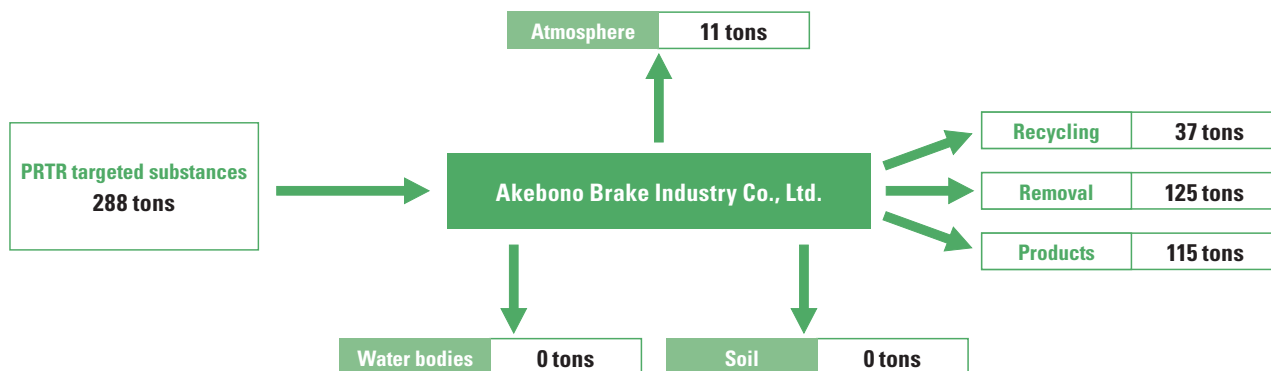 Atmosphere 11 tons
PRTR targeted substances
288 tons
Akebono Brake Industry Co., Ltd.
Recycling 37 tons
Removal 125 tons
Products 115 tons
Water bodies 0 tons
Soil 0 tons